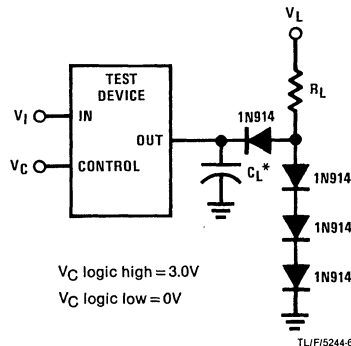 V_L
R_L
TEST
DEVICE
1N914
V_I
IN
OUT
V_C
CONTROL
C_L*
1N914
1N914
1N914
V_C logic high = 3.0V
V_C logic low = 0V
TL/F/5244-6